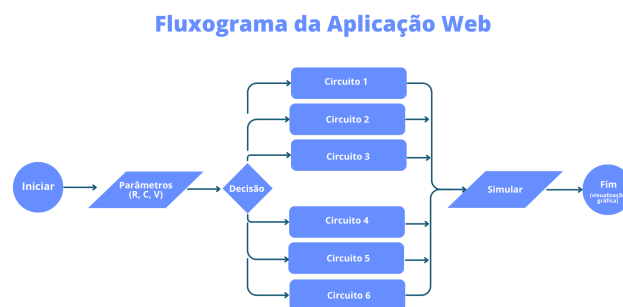 Fluxograma da Aplicação Web
Iniciar
Parâmetros
(R, C, V)
Decisão
Circuito 1
Circuito 2
Circuito 3
Circuito 4
Circuito 5
Circuito 6
Simular
Fim
(visualização
gráfica)